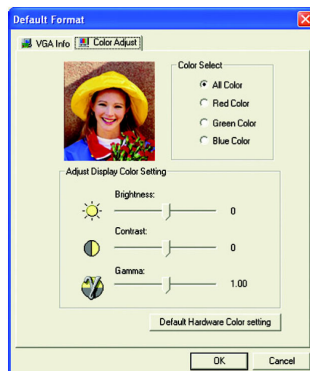 Default Format
VGA Info
Color Adjust
Color Select
All Color
Red Color
Green Color
Blue Color
Adjust Display Color Setting
Brightness:
0
Contrast:
0
Gamma:
1.00
Default Hardware Color setting
OK
Cancel